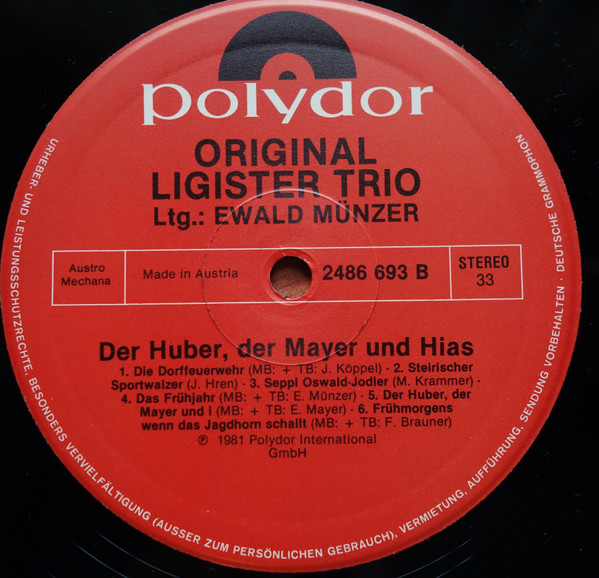 polydor
ORIGINAL
LIGISTER TRIO
Ltg.: EWALD MÜNZER
Austro
Mechana
Made in Austria
2486 693 B
STEREO
33
Der Huber, der Mayer und Hias
1. Die Dorffeuerwehr (MB: + TB: J. Köppel) · 2. Steirischer
Sportwalzer (J. Hren) · 3. Seppl Oswald-Jodler (M. Krammer) ·
4. Das Frühjahr (MB: + TB: E. Münzer) · 5. Der Huber, der
Mayer und i (MB: + TB: E. Mayer) · 6. Frühmorgens
wenn das Jagdhorn schallt (MB: + TB: F. Brauner)
℗ 1981 Polydor International
GmbH
URHEBER- UND LEISTUNGSSCHUTZRECHTE, BESONDERS VERVIELFÄLTIGUNG (AUSSER ZUM PERSÖNLICHEN GEBRAUCH), VERMIETUNG, AUFFÜHRUNG, SENDUNG VORBEHALTEN · DEUTSCHE GRAMMOPHON